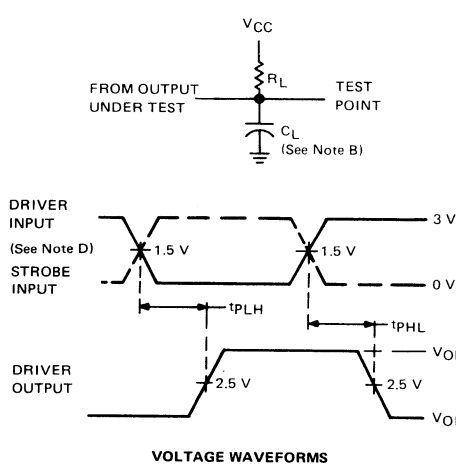 VCC
RL
FROM OUTPUT
UNDER TEST
TEST
POINT
CL
(See Note B)
DRIVER
INPUT
3 V
(See Note D)
1.5 V
1.5 V
STROBE
INPUT
0 V
tPLH
tPHL
DRIVER
OUTPUT
2.5 V
2.5 V
VOLTAGE WAVEFORMS